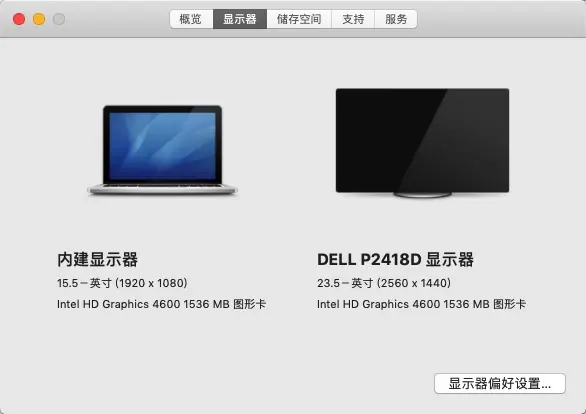 概览 显示器 储存空间 支持 服务
内建显示器
15.5－英寸 (1920 x 1080)
Intel HD Graphics 4600 1536 MB 图形卡
DELL P2418D 显示器
23.5－英寸 (2560 x 1440)
Intel HD Graphics 4600 1536 MB 图形卡
显示器偏好设置...